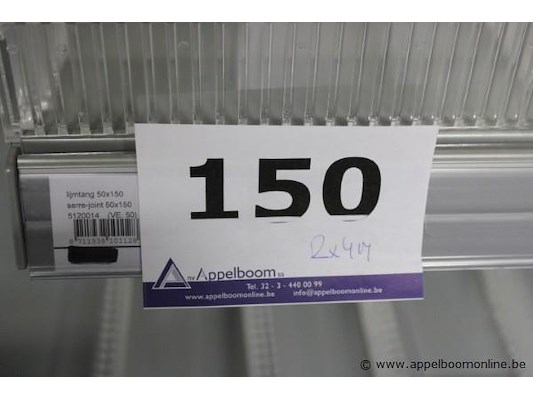 lijmtang 50x150
serre-joint 50x150
5120014 (VE. 50)
150
nv Appelboom sa
Tel. 32 - 3 - 440 00 99
www.appelboomonline.be info@appelboomonline.be
© www.appelboomonline.be